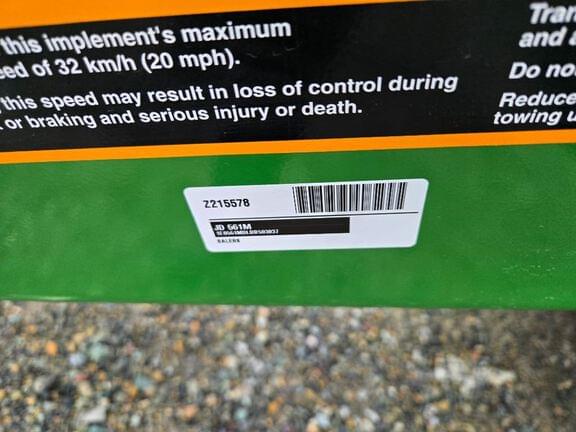 this implement's maximum
eed of 32 km/h (20 mph).
this speed may result in loss of control during
or braking and serious injury or death.
Tran
and a
Do no
Reduce
towing u
Z215578
JD 561M
BALERS